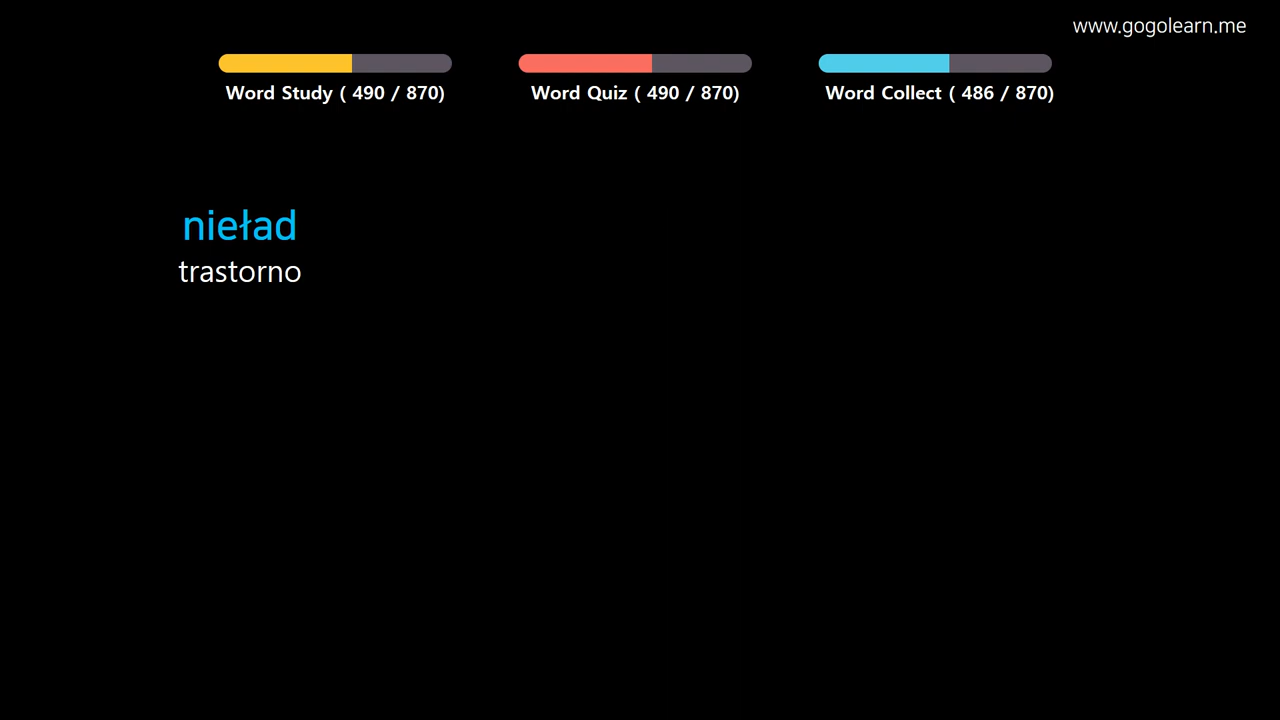 www.gogolearn.me
Word Study ( 490 / 870)
Word Quiz ( 490 / 870)
Word Collect ( 486 / 870)
nieład
trastorno